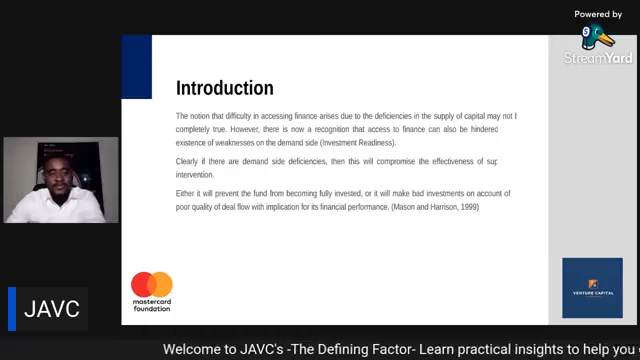 Powered by
StreamYard
Introduction
The notion that difficulty in accessing finance arises due to the deficiencies in the supply of capital may not b
completely true. However, there is now a recognition that access to finance can also be hindered
existence of weaknesses on the demand side (Investment Readiness).
Clearly if there are demand side deficiencies, then this will compromise the effectiveness of sup
intervention.
Either it will prevent the fund from becoming fully invested, or it will make bad investments on account of
poor quality of deal flow with implication for its financial performance. (Mason and Harrison, 1999)
mastercard
foundation
VENTURE CAPITAL
JAVC
Welcome to JAVC's -The Defining Factor- Learn practical insights to help you